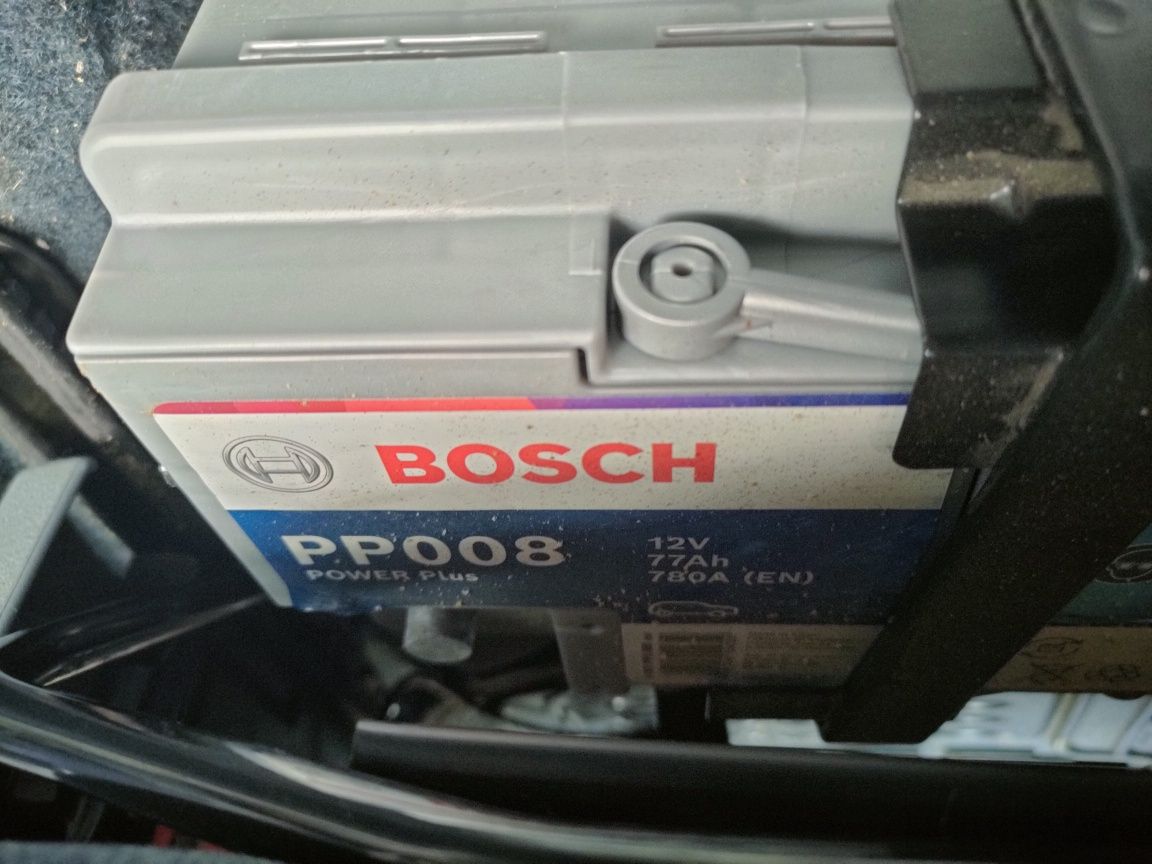 BOSCH
PP008
POWER Plus
12V
77Ah
780A (EN)